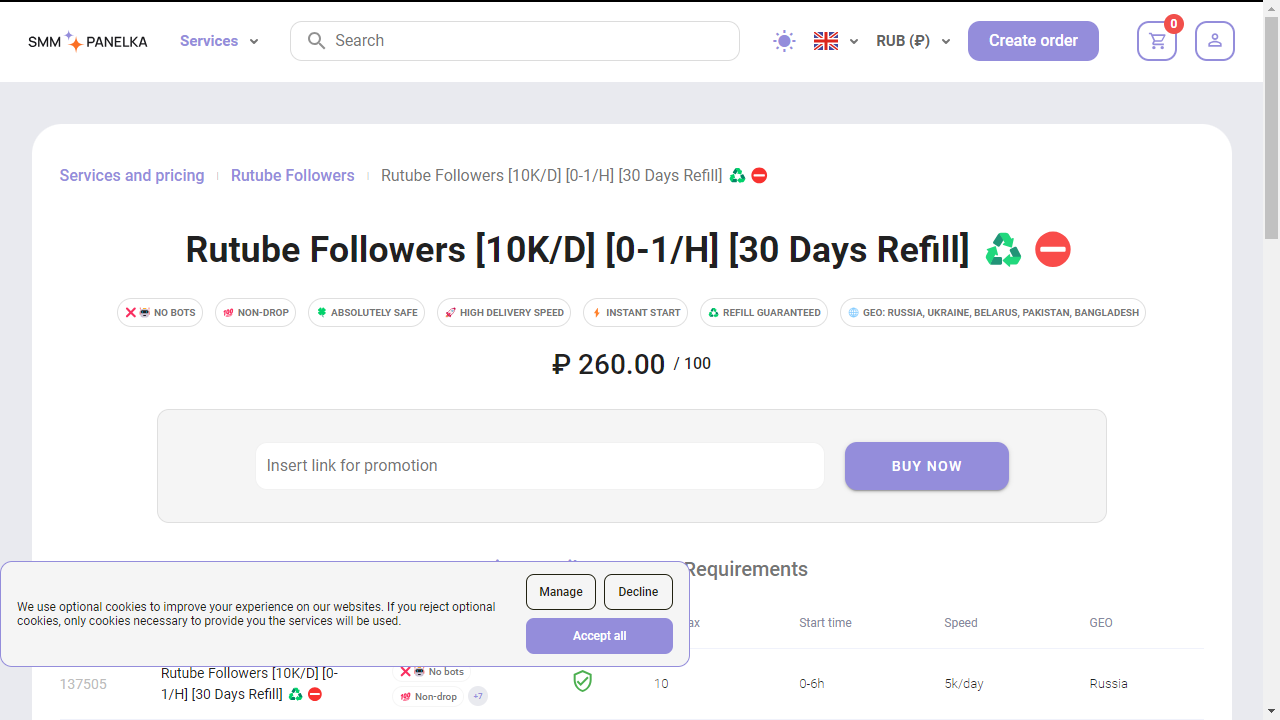 SMM PANELKA
Services
Search
RUB (₽)
Create order
0
Services and pricing
Rutube Followers
Rutube Followers [10K/D] [0-1/H] [30 Days Refill] ♻️ ⛔
Rutube Followers [10K/D] [0-1/H] [30 Days Refill] ♻️ ⛔
NO BOTS
NON-DROP
ABSOLUTELY SAFE
HIGH DELIVERY SPEED
INSTANT START
REFILL GUARANTEED
GEO: RUSSIA, UKRAINE, BELARUS, PAKISTAN, BANGLADESH
₽ 260.00 / 100
Insert link for promotion
BUY NOW
Requirements
We use optional cookies to improve your experience on our websites. If you reject optional
cookies, only cookies necessary to provide you the services will be used.
Manage
Decline
Accept all
Start time
Speed
GEO
137505
Rutube Followers [10K/D] [0-
1/H] [30 Days Refill] ♻️ ⛔
No bots
Non-drop
+7
10
0-6h
5k/day
Russia